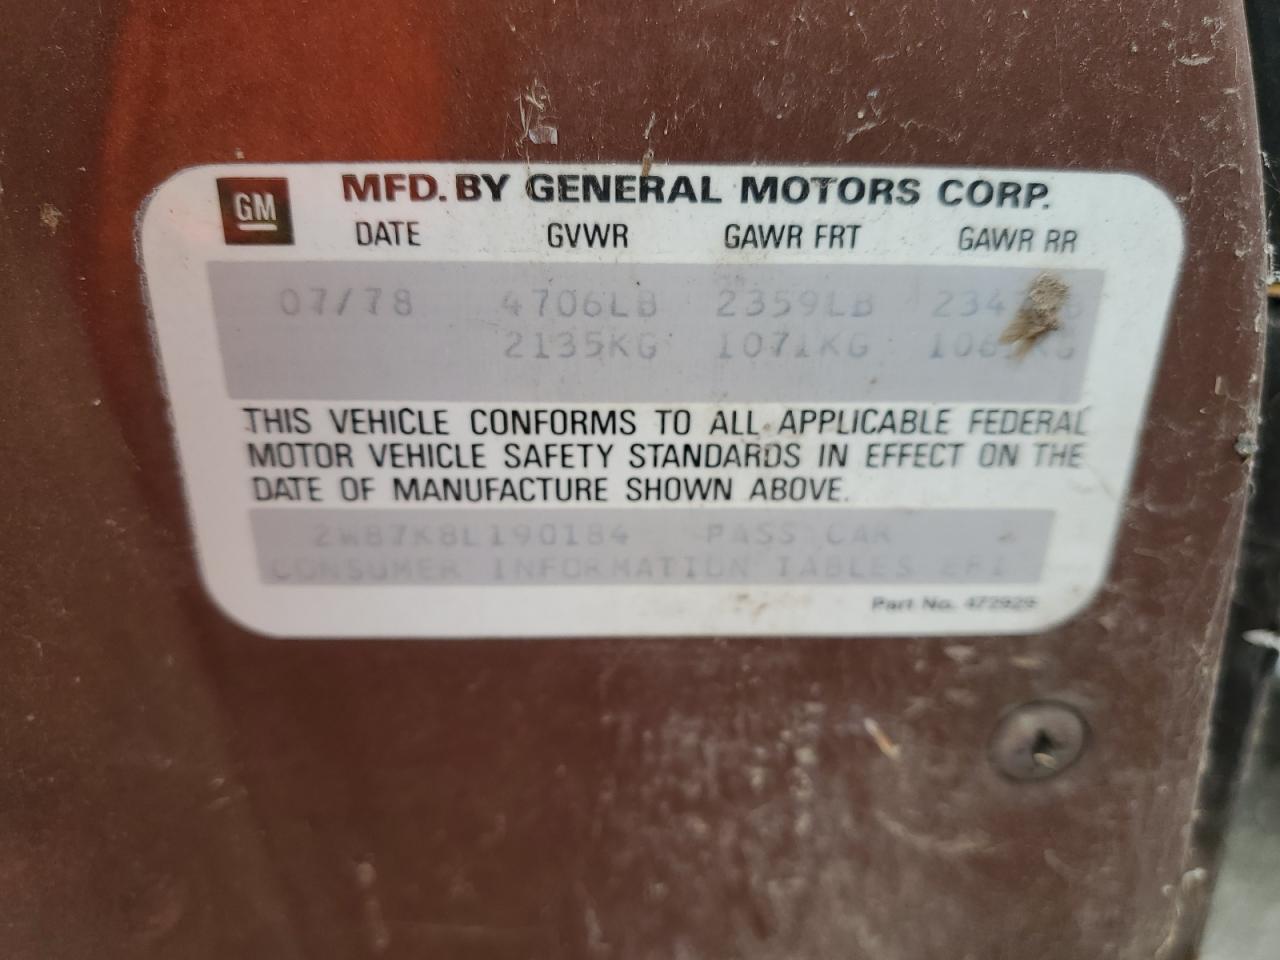 GM MFD. BY GENERAL MOTORS CORP.
DATE GVWR GAWR FRT GAWR RR
07/78 4706LB 2359LB
2135KG 1071KG
THIS VEHICLE CONFORMS TO ALL APPLICABLE FEDERAL
MOTOR VEHICLE SAFETY STANDARDS IN EFFECT ON THE
DATE OF MANUFACTURE SHOWN ABOVE.
2W87K8L190184 PASS CAR
CONSUMER INFORMATION TABLES
Part No. 472929